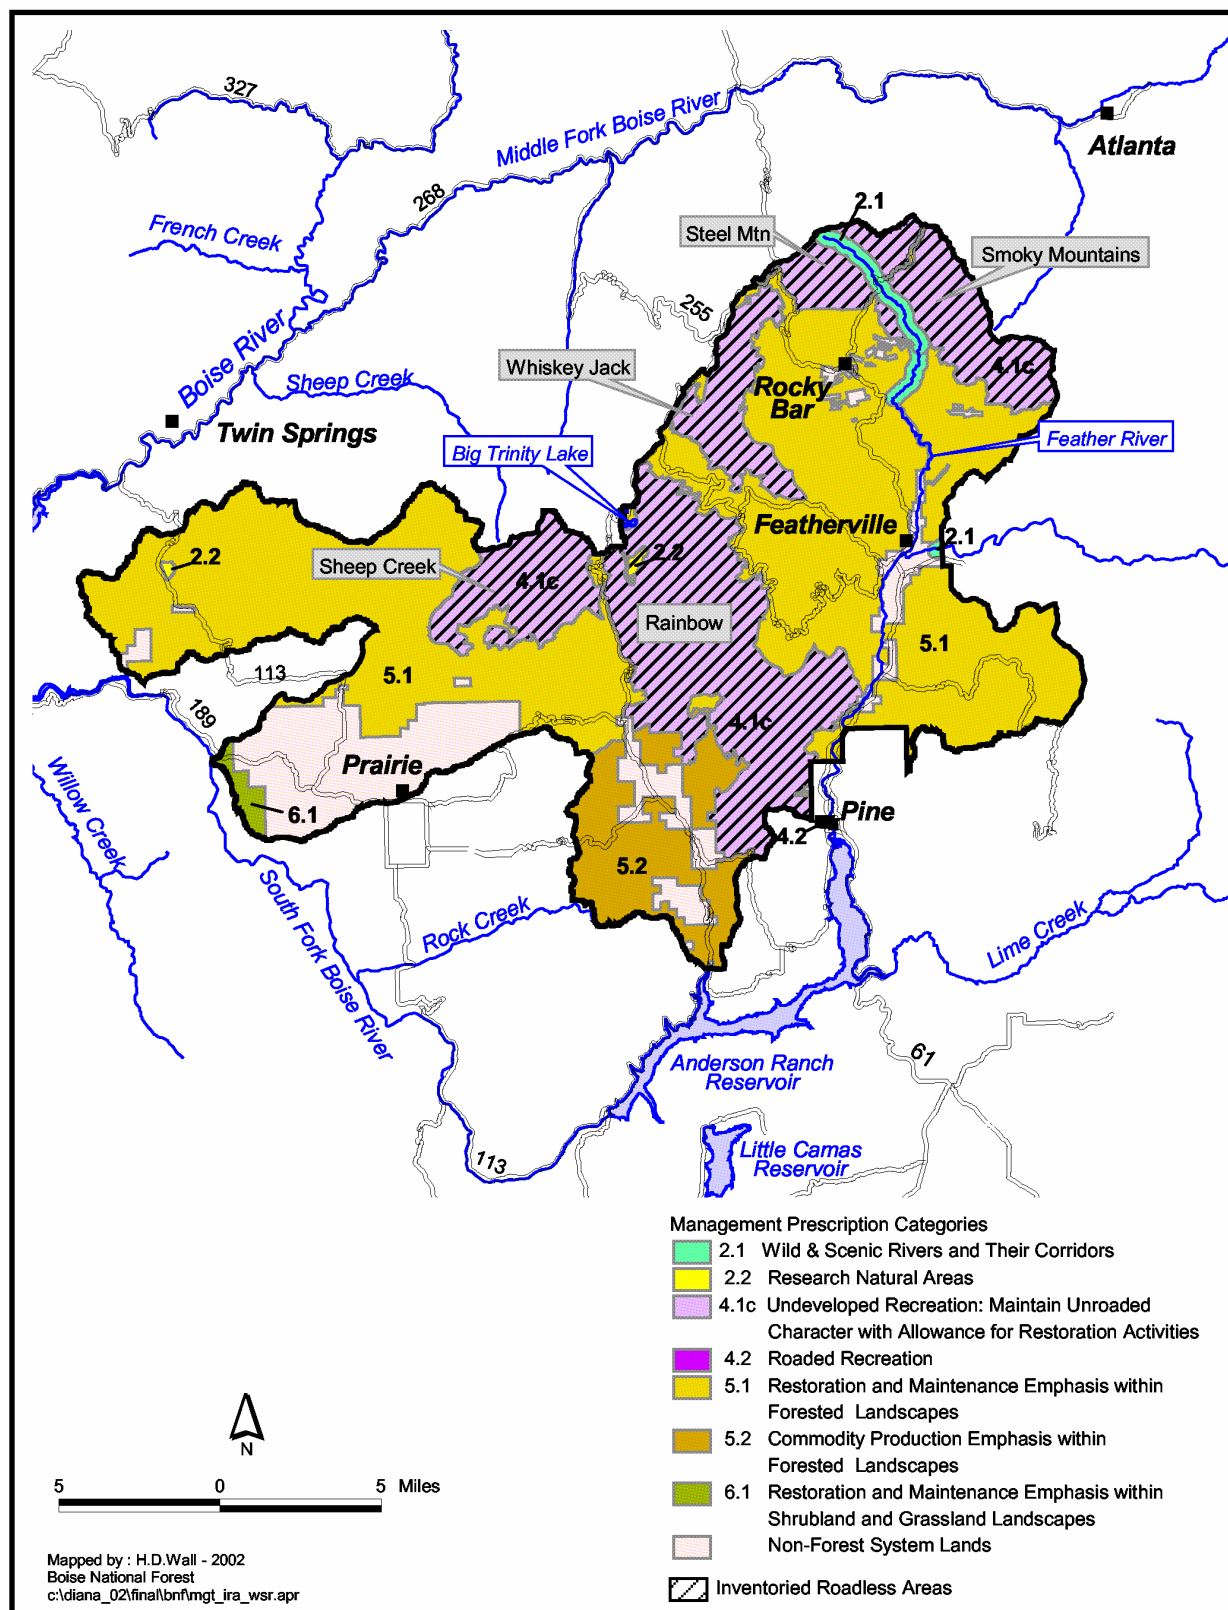 327
Middle Fork Boise River
Atlanta
268
2.1
French Creek
Steel Mtn
Smoky Mountains
255
Boise River
Whiskey Jack
4.1c
Sheep Creek
Rocky
Bar
Twin Springs
Big Trinity Lake
Feather River
Featherville
2.1
2.2
2.2
Sheep Creek
4.1c
Rainbow
5.1
113
5.1
189
4.1c
Willow Creek
Prairie
6.1
Pine
4.2
5.2
South Fork Boise River
Rock Creek
Lime Creek
61
Anderson Ranch
Reservoir
113
Little Camas
Reservoir
Management Prescription Categories
2.1 Wild & Scenic Rivers and Their Corridors
2.2 Research Natural Areas
4.1c Undeveloped Recreation: Maintain Unroaded
Character with Allowance for Restoration Activities
4.2 Roaded Recreation
5.1 Restoration and Maintenance Emphasis within
Forested Landscapes
5.2 Commodity Production Emphasis within
Forested Landscapes
6.1 Restoration and Maintenance Emphasis within
Shrubland and Grassland Landscapes
Non-Forest System Lands
Inventoried Roadless Areas
N
5 0 5 Miles
Mapped by : H.D.Wall - 2002
Boise National Forest
c:\diana_02\final\bnf\mgt_ira_wsr.apr